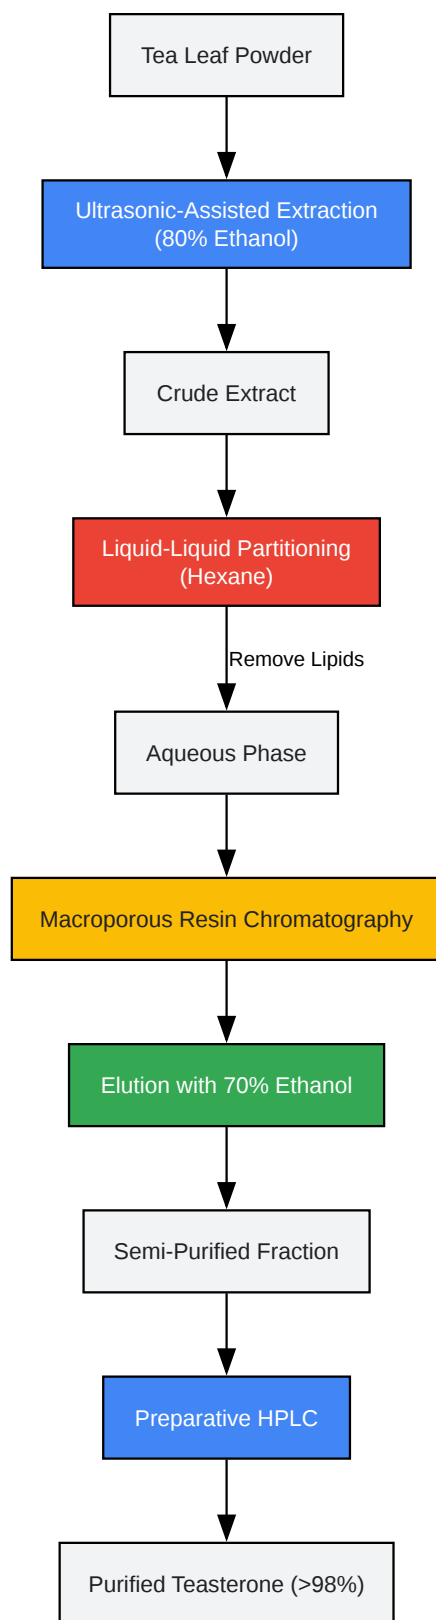 Tea Leaf Powder
Ultrasonic-Assisted Extraction
(80% Ethanol)
Crude Extract
Liquid-Liquid Partitioning
(Hexane)
Remove Lipids
Aqueous Phase
Macroporous Resin Chromatography
Elution with 70% Ethanol
Semi-Purified Fraction
Preparative HPLC
Purified Teasterone (>98%)